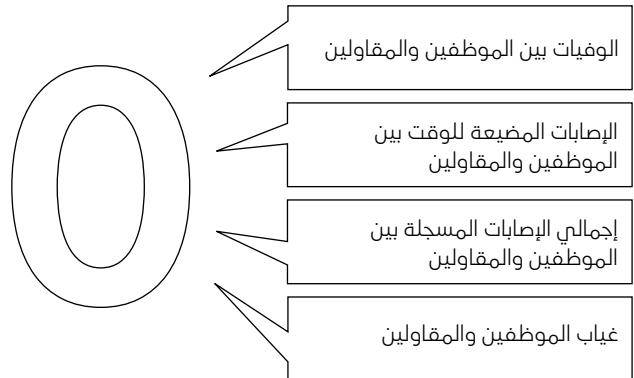 0
الوفيات بين الموظفين والمقاولين
الإصابات المضيعة للوقت بين
الموظفين والمقاولين
إجمالي الإصابات المسجلة بين
الموظفين والمقاولين
غياب الموظفين والمقاولين